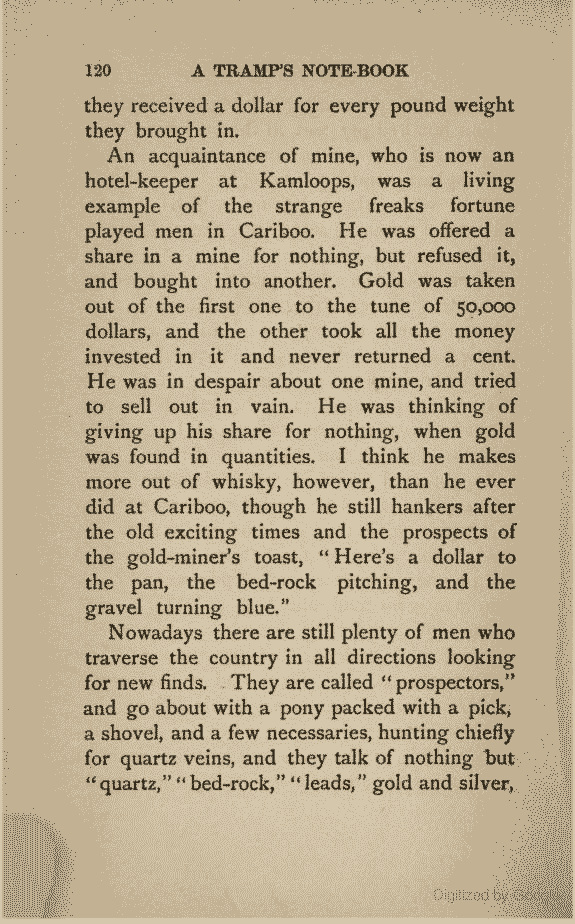 120 A TRAMP'S NOTE-BOOK
they received a dollar for every pound weight
they brought in.
An acquaintance of mine, who is now an
hotel-keeper at Kamloops, was a living
example of the strange freaks fortune
played men in Cariboo. He was offered a
share in a mine for nothing, but refused it,
and bought into another. Gold was taken
out of the first one to the tune of 50,000
dollars, and the other took all the money
invested in it and never returned a cent.
He was in despair about one mine, and tried
to sell out in vain. He was thinking of
giving up his share for nothing, when gold
was found in quantities. I think he makes
more out of whisky, however, than he ever
did at Cariboo, though he still hankers after
the old exciting times and the prospects of
the gold-miner's toast, "Here's a dollar to
the pan, the bed-rock pitching, and the
gravel turning blue."
Nowadays there are still plenty of men who
traverse the country in all directions looking
for new finds. They are called "prospectors,"
and go about with a pony packed with a pick,
a shovel, and a few necessaries, hunting chiefly
for quartz veins, and they talk of nothing but
"quartz," "bed-rock," "leads," gold and silver,
Digitized by Google